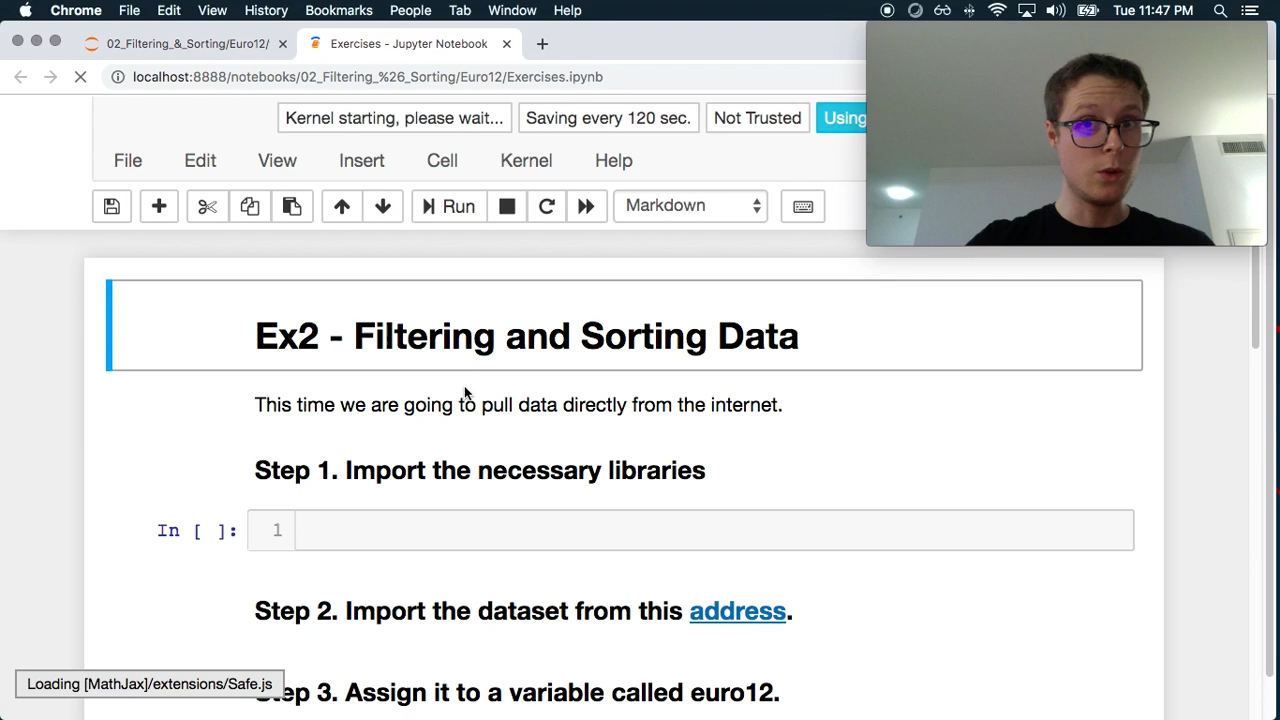 Chrome File Edit View History Bookmarks People Tab Window Help Tue 11:47 PM
02_Filtering_&_Sorting/Euro12/ Exercises - Jupyter Notebook
localhost:8888/notebooks/02_Filtering_%26_Sorting/Euro12/Exercises.ipynb
Kernel starting, please wait... Saving every 120 sec. Not Trusted Using
File Edit View Insert Cell Kernel Help
Run Markdown
Ex2 - Filtering and Sorting Data
This time we are going to pull data directly from the internet.
Step 1. Import the necessary libraries
In [ ]: 1
Step 2. Import the dataset from this address.
Loading [MathJax]/extensions/Safe.js
Step 3. Assign it to a variable called euro12.